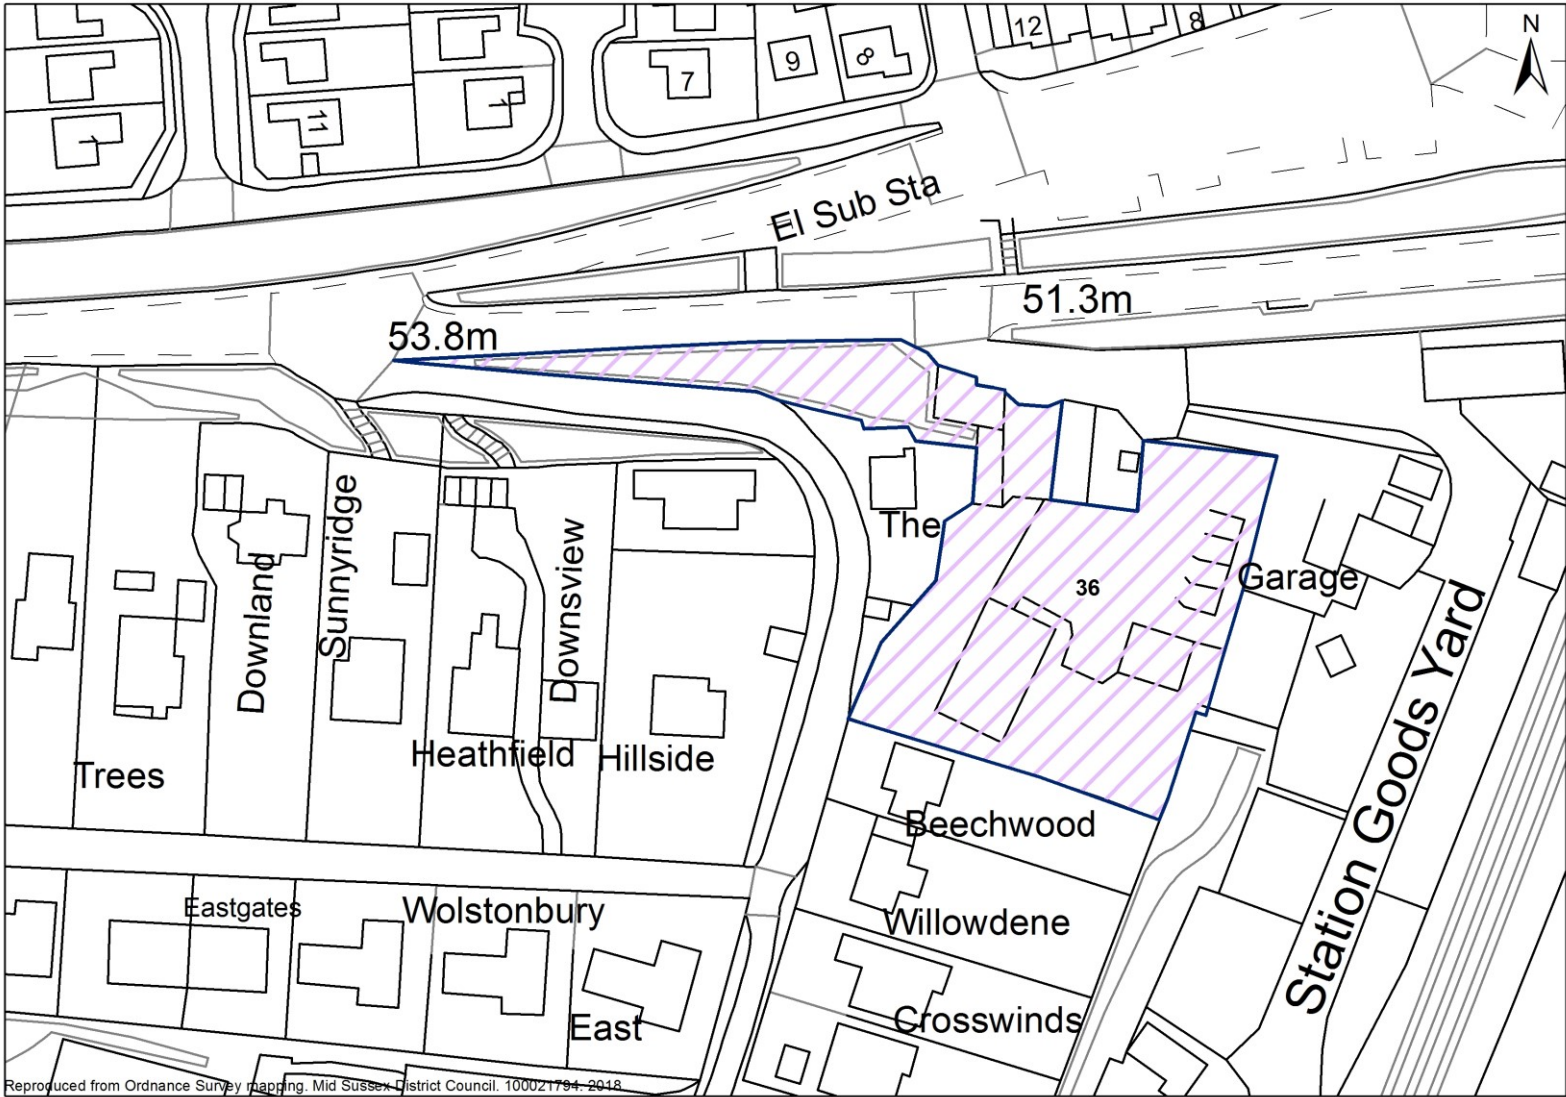 12
8
N
7
9
8
11
1
1
El Sub Sta
51.3m
53.8m
The
36
Garage
Downland
Sunnyridge
Downsview
Heathfield
Hillside
Trees
Station Goods Yard
Beechwood
Eastgates
Wolstonbury
Willowdene
East
Crosswinds
Reproduced from Ordnance Survey mapping. Mid Sussex District Council. 100021794. 2018